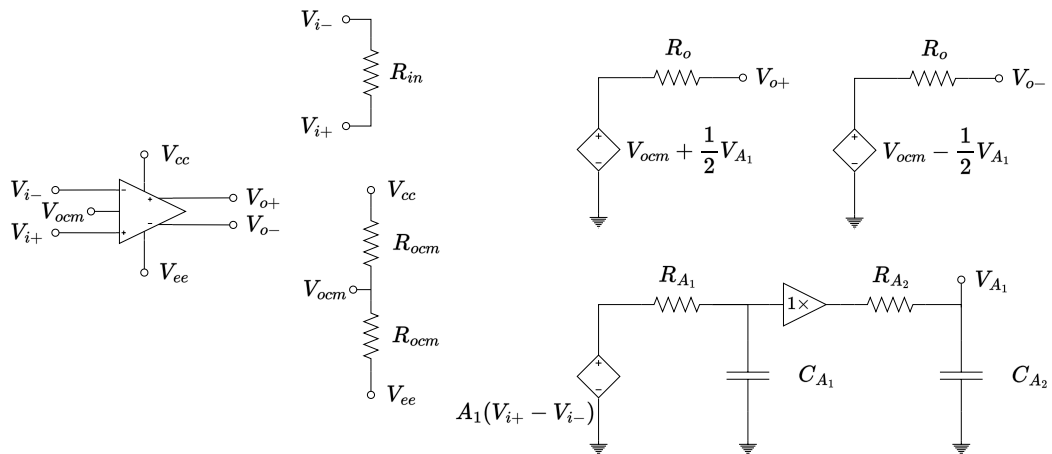 V_{i-}
R_{in}
V_{i+}
R_o
V_{o+}
R_o
V_{o-}
+
-
V_{ocm} + \frac{1}{2}V_{A_1}
+
-
V_{ocm} - \frac{1}{2}V_{A_1}
V_{cc}
V_{i-}
V_{ocm}
V_{i+}
-
+
+
-
V_{o+}
V_{o-}
V_{ee}
V_{cc}
R_{ocm}
V_{ocm}
R_{ocm}
V_{ee}
R_{A_1}
1×
R_{A_2}
V_{A_1}
+
-
A_1(V_{i+} - V_{i-})
C_{A_1}
C_{A_2}